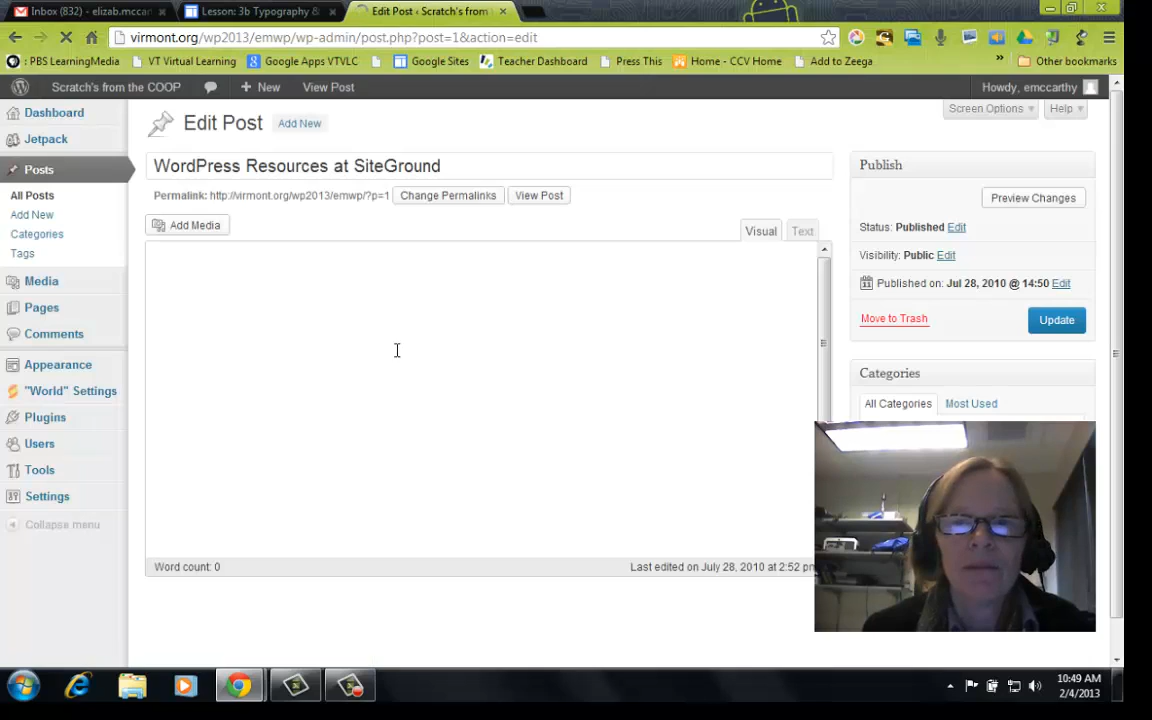 Inbox (832) - elizab.mccart
Lesson: 3b Typography &
Edit Post ‹ Scratch's from
virmont.org/wp2013/emwp/wp-admin/post.php?post=1&action=edit
: PBS LearningMedia
VT Virtual Learning
Google Apps VTVLC
Google Sites
Teacher Dashboard
Press This
Home - CCV Home
Add to Zeega
»
Other bookmarks
Scratch's from the COOP
+ New
View Post
Howdy, emccarthy
Dashboard
Jetpack
Posts
All Posts
Add New
Categories
Tags
Media
Pages
Comments
Appearance
"World" Settings
Plugins
Users
Tools
Settings
Collapse menu
Screen Options
Help
Edit Post
Add New
WordPress Resources at SiteGround
Permalink: http://virmont.org/wp2013/emwp/?p=1
Change Permalinks
View Post
Add Media
Visual
Text
Word count: 0
Last edited on July 28, 2010 at 2:52 pm
Publish
Preview Changes
Status: Published Edit
Visibility: Public Edit
Published on: Jul 28, 2010 @ 14:50 Edit
Move to Trash
Update
Categories
All Categories
Most Used
10:49 AM
2/4/2013